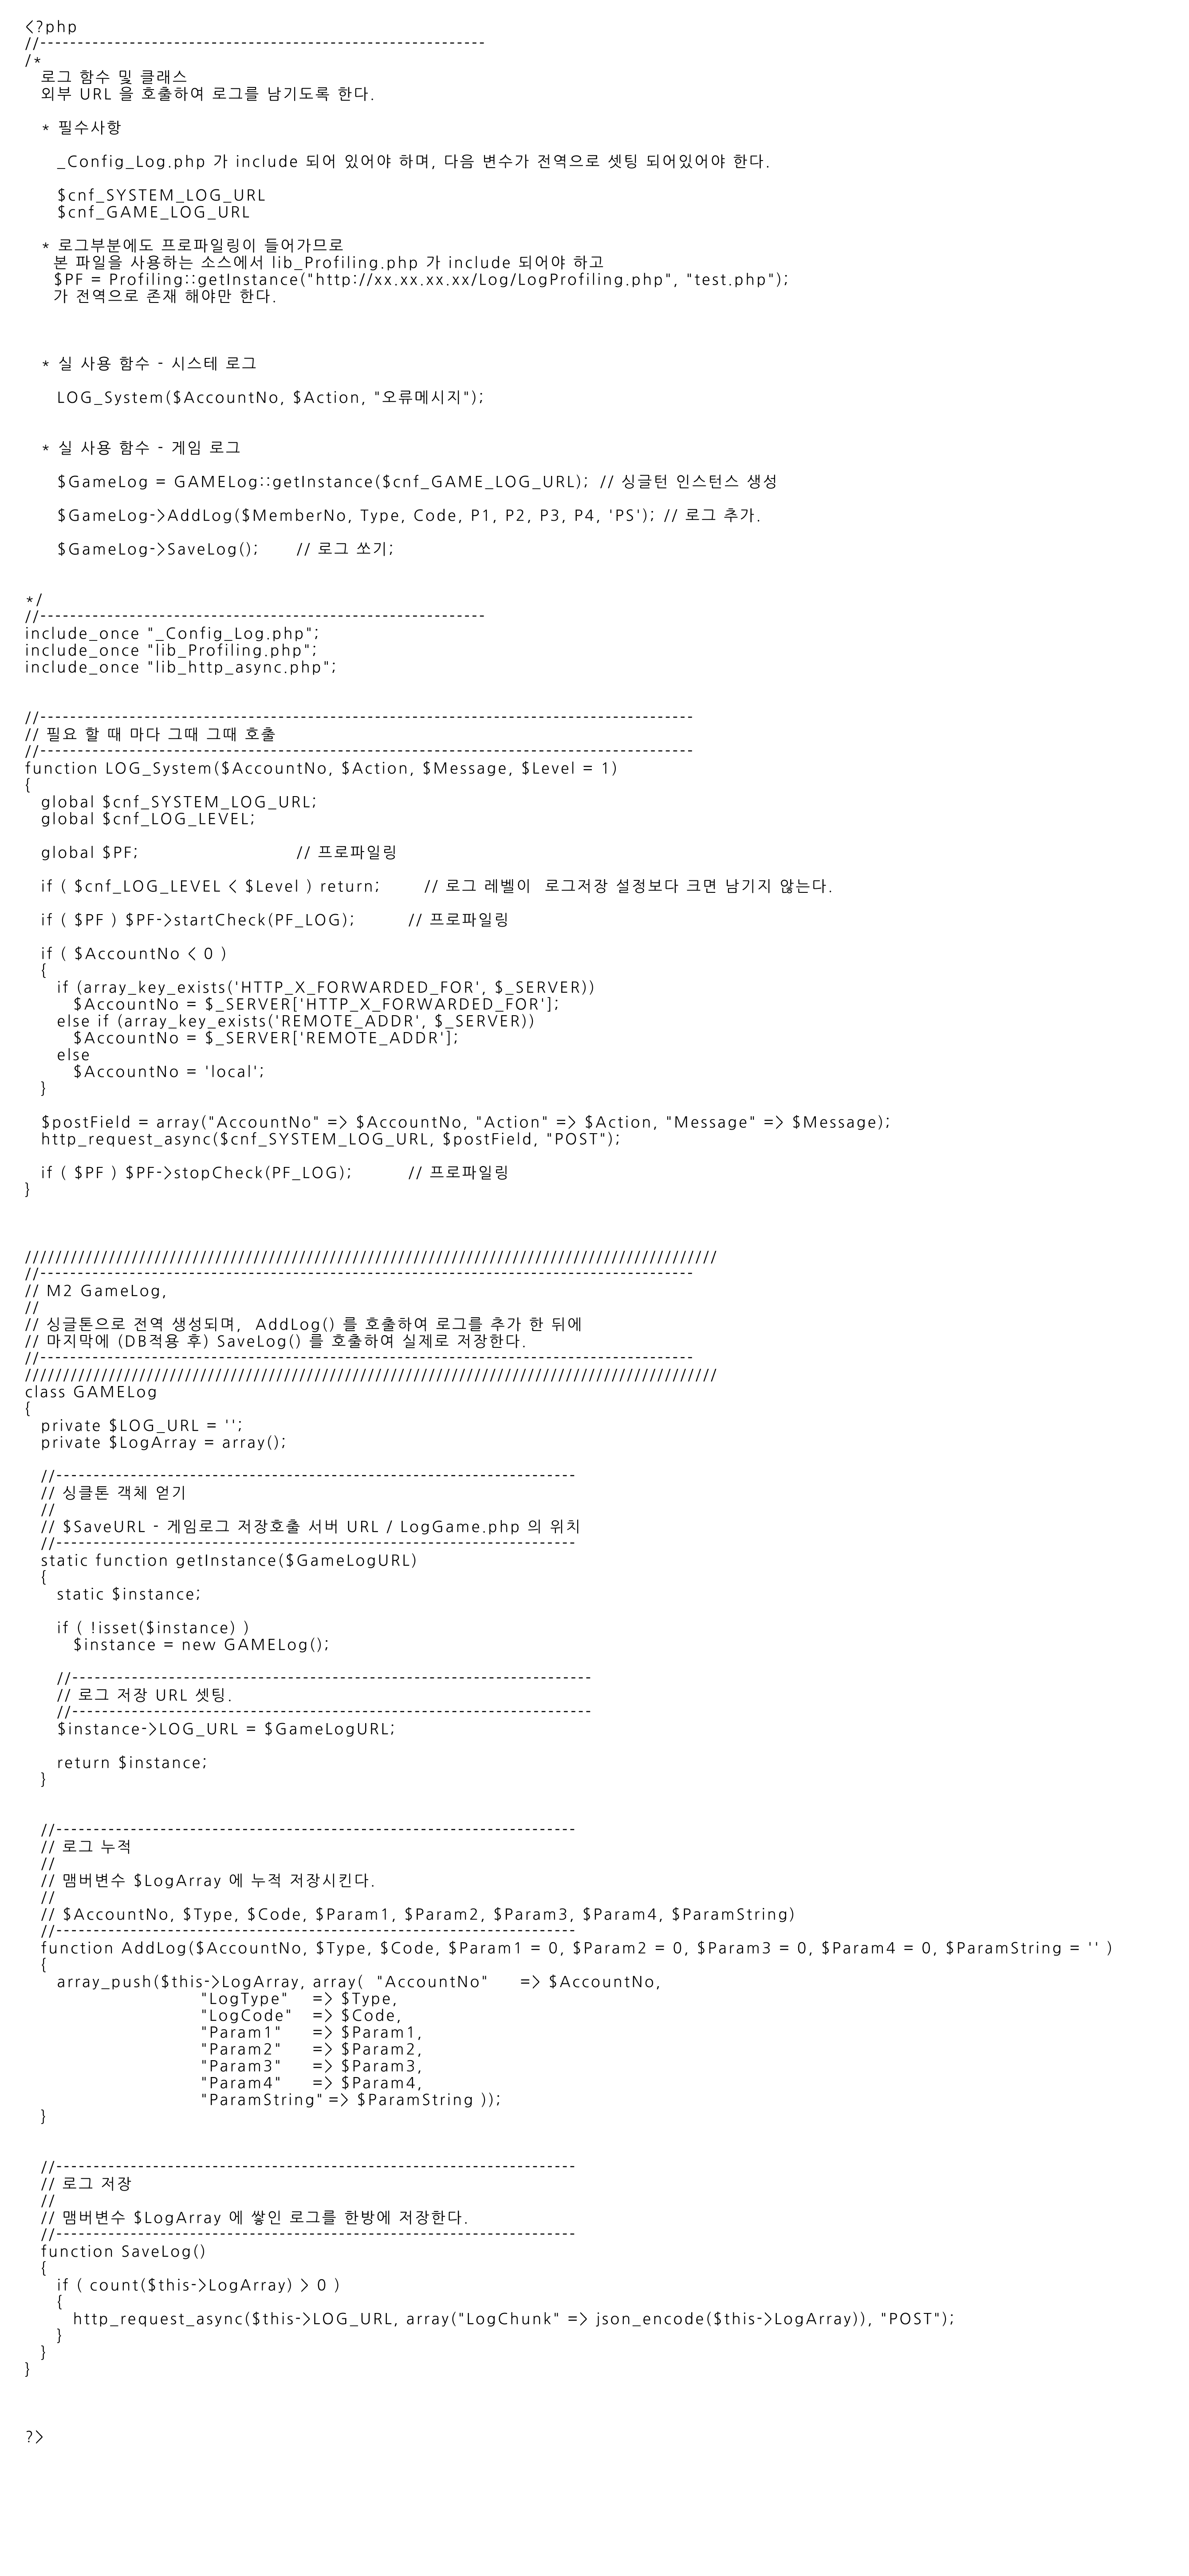 <?php
//------------------------------------------------------------
/*
로그 함수 및 클래스
외부 URL 을 호출하여 로그를 남기도록 한다.
* 필수사항
_Config_Log.php 가 include 되어 있어야 하며, 다음 변수가 전역으로 셋팅 되어있어야 한다.
$cnf_SYSTEM_LOG_URL
$cnf_GAME_LOG_URL
* 로그부분에도 프로파일링이 들어가므로
본 파일을 사용하는 소스에서 lib_Profiling.php 가 include 되어야 하고
$PF = Profiling::getInstance("http://xx.xx.xx.xx/Log/LogProfiling.php", "test.php");
가 전역으로 존재 해야만 한다.
* 실 사용 함수 - 시스테 로그
LOG_System($AccountNo, $Action, "오류메시지");
* 실 사용 함수 - 게임 로그
$GameLog = GAMELog::getInstance($cnf_GAME_LOG_URL); // 싱글턴 인스턴스 생성
$GameLog->AddLog($MemberNo, Type, Code, P1, P2, P3, P4, 'PS'); // 로그 추가.
$GameLog->SaveLog(); // 로그 쏘기;
*/
//------------------------------------------------------------
include_once "_Config_Log.php";
include_once "lib_Profiling.php";
include_once "lib_http_async.php";
//----------------------------------------------------------------------------------------
// 필요 할 때 마다 그때 그때 호출
//----------------------------------------------------------------------------------------
function LOG_System($AccountNo, $Action, $Message, $Level = 1)
{
global $cnf_SYSTEM_LOG_URL;
global $cnf_LOG_LEVEL;
global $PF; // 프로파일링
if ( $cnf_LOG_LEVEL < $Level ) return; // 로그 레벨이 로그저장 설정보다 크면 남기지 않는다.
if ( $PF ) $PF->startCheck(PF_LOG); // 프로파일링
if ( $AccountNo < 0 )
{
if (array_key_exists('HTTP_X_FORWARDED_FOR', $_SERVER))
$AccountNo = $_SERVER['HTTP_X_FORWARDED_FOR'];
else if (array_key_exists('REMOTE_ADDR', $_SERVER))
$AccountNo = $_SERVER['REMOTE_ADDR'];
else
$AccountNo = 'local';
}
$postField = array("AccountNo" => $AccountNo, "Action" => $Action, "Message" => $Message);
http_request_async($cnf_SYSTEM_LOG_URL, $postField, "POST");
if ( $PF ) $PF->stopCheck(PF_LOG); // 프로파일링
}
////////////////////////////////////////////////////////////////////////////////////////////
//----------------------------------------------------------------------------------------
// M2 GameLog,
//
// 싱글톤으로 전역 생성되며, AddLog() 를 호출하여 로그를 추가 한 뒤에
// 마지막에 (DB적용 후) SaveLog() 를 호출하여 실제로 저장한다.
//----------------------------------------------------------------------------------------
////////////////////////////////////////////////////////////////////////////////////////////
class GAMELog
{
private $LOG_URL = '';
private $LogArray = array();
//----------------------------------------------------------------------
// 싱클톤 객체 얻기
//
// $SaveURL - 게임로그 저장호출 서버 URL / LogGame.php 의 위치
//----------------------------------------------------------------------
static function getInstance($GameLogURL)
{
static $instance;
if ( !isset($instance) )
$instance = new GAMELog();
//----------------------------------------------------------------------
// 로그 저장 URL 셋팅.
//----------------------------------------------------------------------
$instance->LOG_URL = $GameLogURL;
return $instance;
}
//----------------------------------------------------------------------
// 로그 누적
//
// 맴버변수 $LogArray 에 누적 저장시킨다.
//
// $AccountNo, $Type, $Code, $Param1, $Param2, $Param3, $Param4, $ParamString)
//----------------------------------------------------------------------
function AddLog($AccountNo, $Type, $Code, $Param1 = 0, $Param2 = 0, $Param3 = 0, $Param4 = 0, $ParamString = '' )
{
array_push($this->LogArray, array( "AccountNo" => $AccountNo,
"LogType" => $Type,
"LogCode" => $Code,
"Param1" => $Param1,
"Param2" => $Param2,
"Param3" => $Param3,
"Param4" => $Param4,
"ParamString" => $ParamString ));
}
//----------------------------------------------------------------------
// 로그 저장
//
// 맴버변수 $LogArray 에 쌓인 로그를 한방에 저장한다.
//----------------------------------------------------------------------
function SaveLog()
{
if ( count($this->LogArray) > 0 )
{
http_request_async($this->LOG_URL, array("LogChunk" => json_encode($this->LogArray)), "POST");
}
}
}
?>